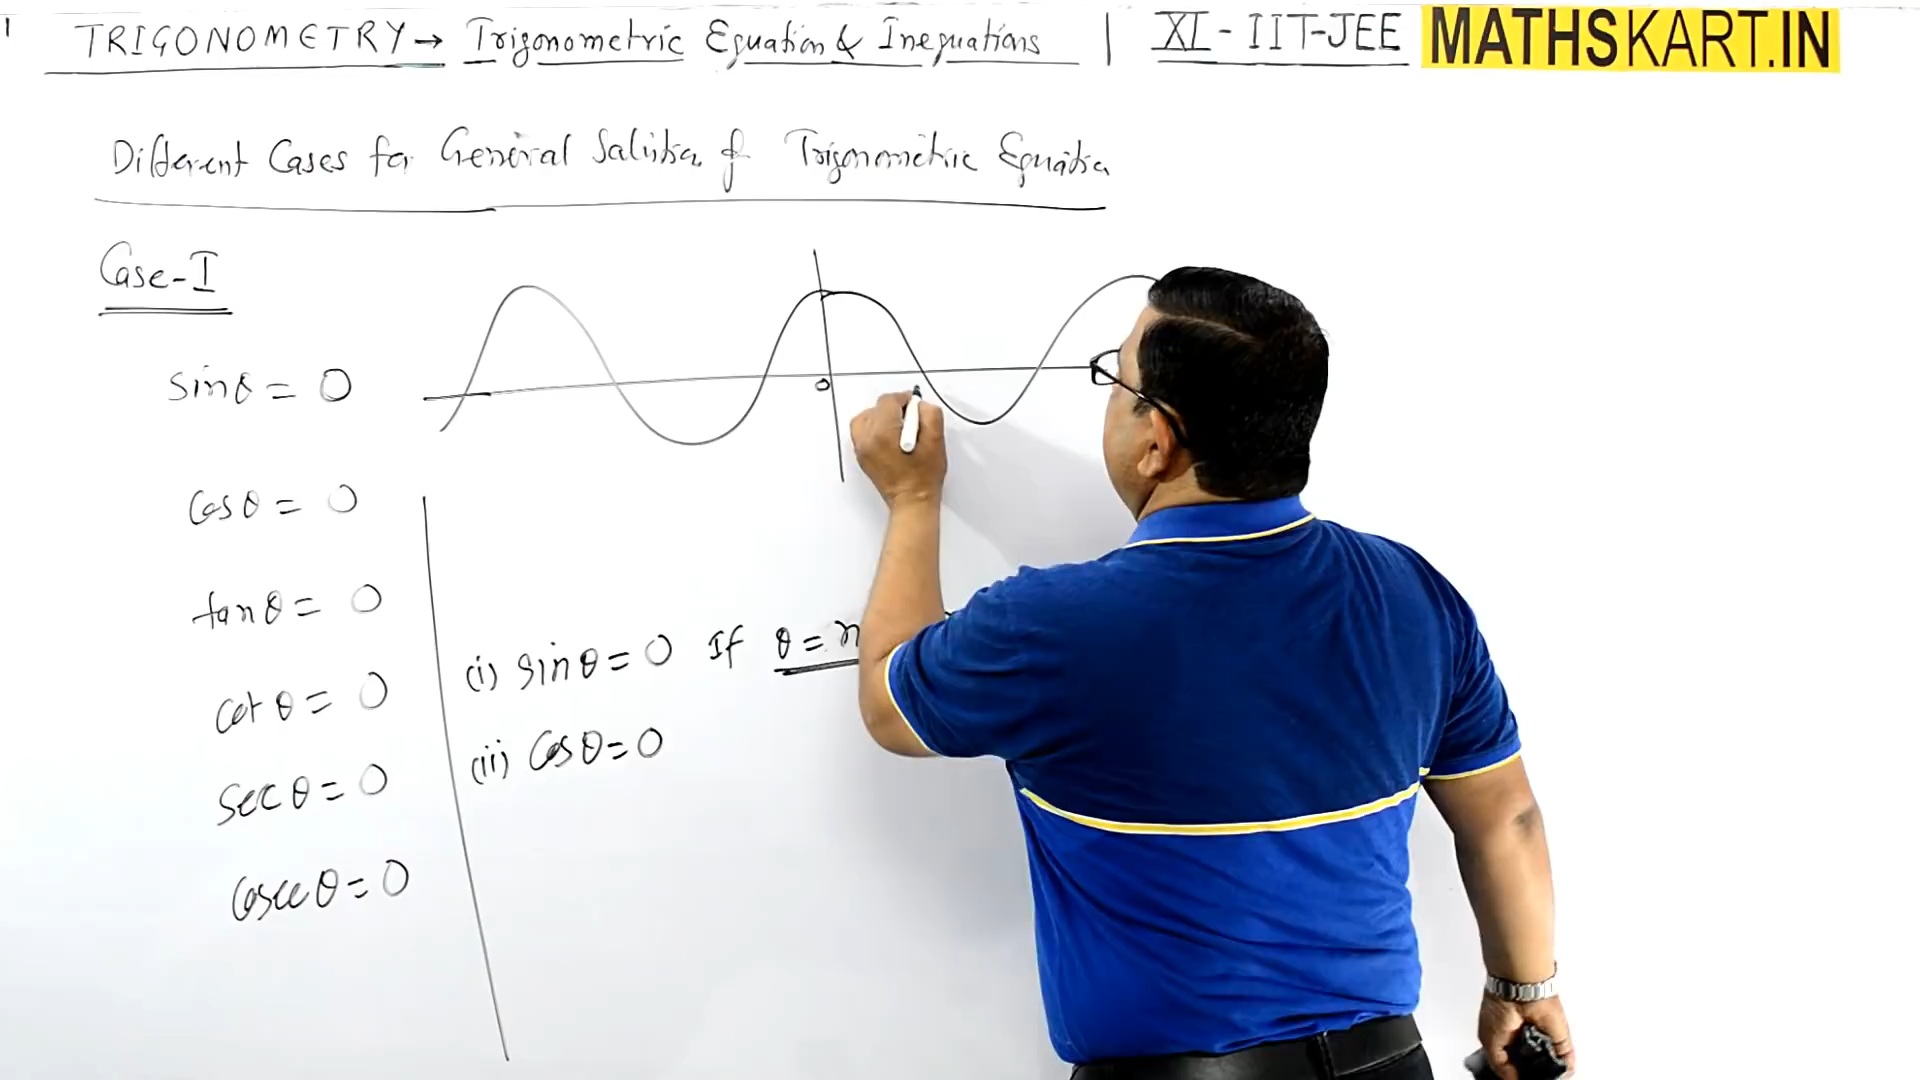 TRIGONOMETRY → Trigonometric Equation & Inequations | XI - IIT-JEE MATHSKART.IN
Different Cases for General Solution of Trigonometric Equation
Case-I
sinθ = 0
0
cosθ = 0
tanθ = 0
(i) sinθ = 0 If θ = n
cotθ = 0
(ii) cosθ = 0
secθ = 0
cosecθ = 0